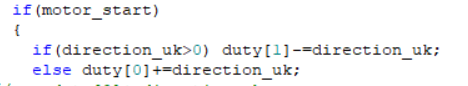 if(motor_start)
{
if(direction_uk>0) duty[1]-=direction_uk;
else duty[0]+=direction_uk;